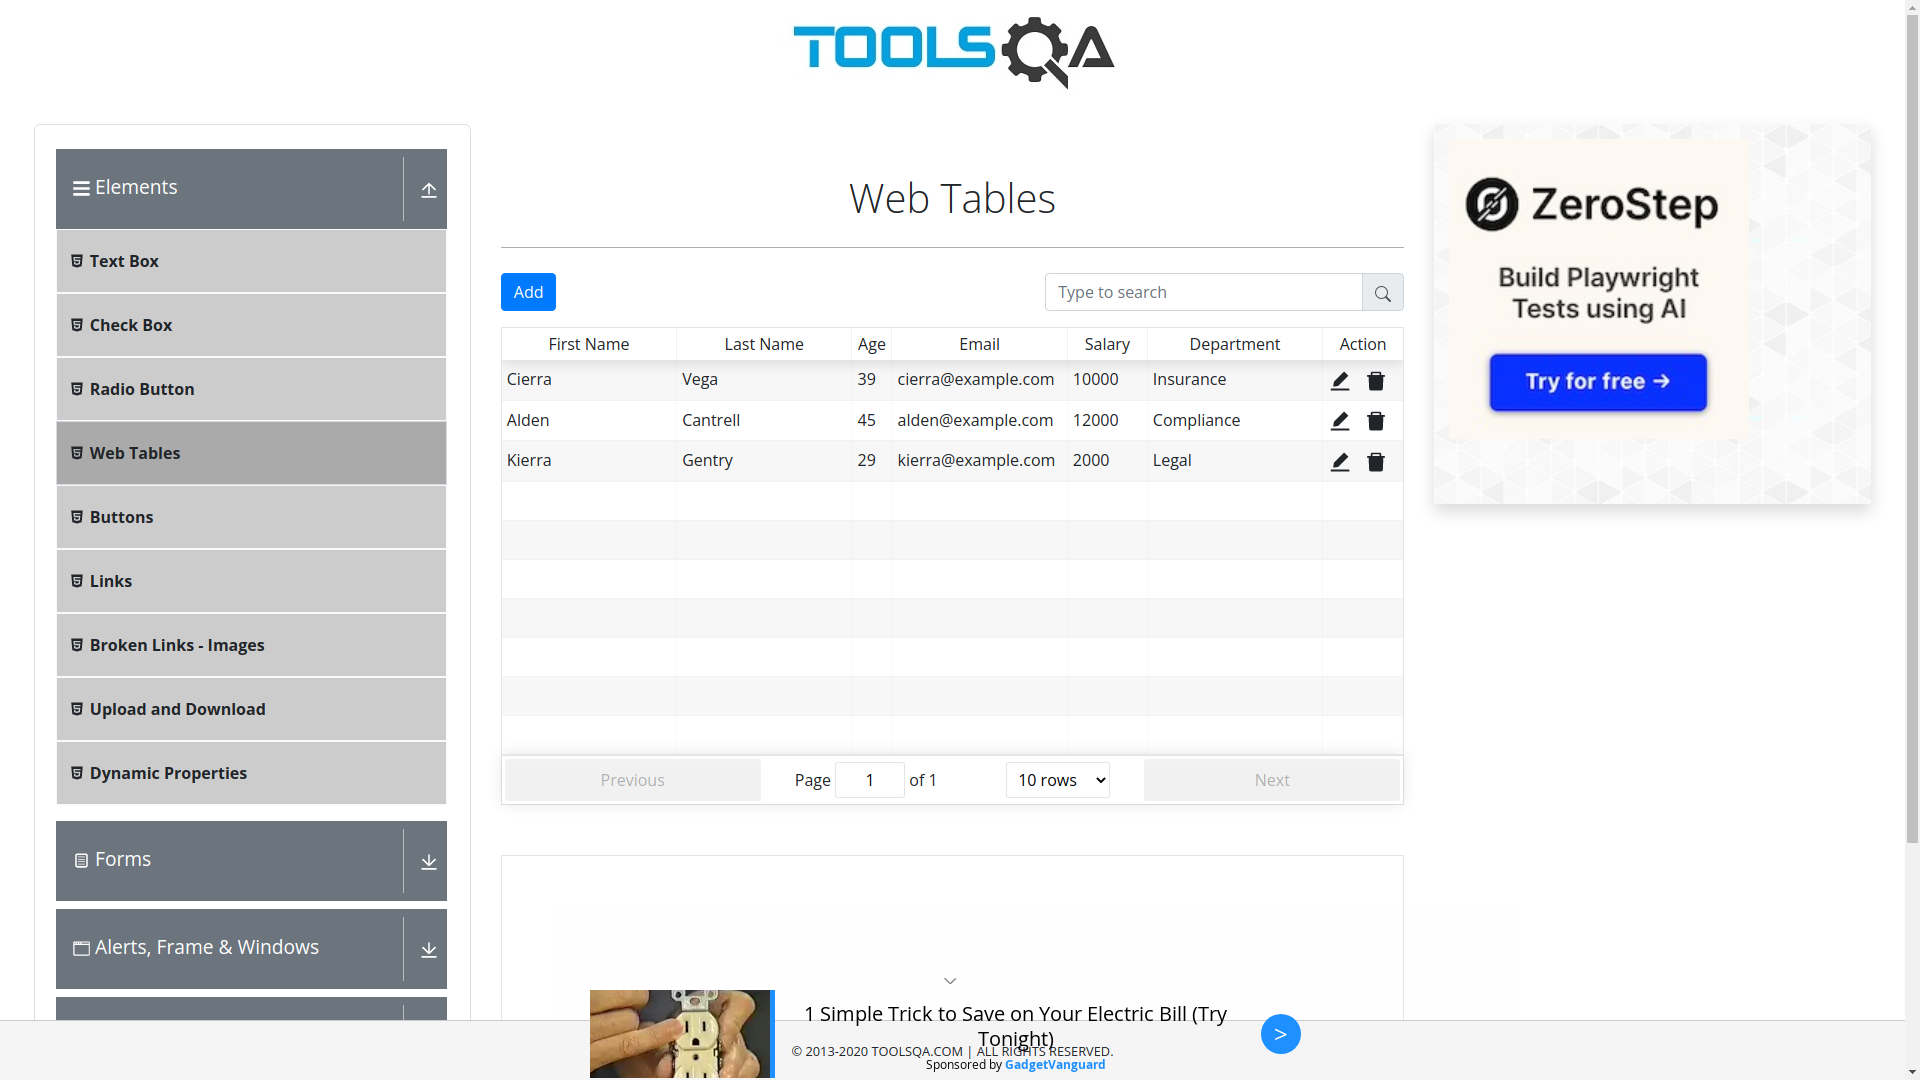 TOOLSQA
Elements
Text Box
Check Box
Radio Button
Web Tables
Buttons
Links
Broken Links - Images
Upload and Download
Dynamic Properties
Forms
Alerts, Frame & Windows
Web Tables
Add
Type to search
First Name Last Name Age Email Salary Department Action
Cierra Vega 39 cierra@example.com 10000 Insurance
Alden Cantrell 45 alden@example.com 12000 Compliance
Kierra Gentry 29 kierra@example.com 2000 Legal
Previous Page 1 of 1 10 rows Next
ZeroStep
Build Playwright
Tests using AI
Try for free →
1 Simple Trick to Save on Your Electric Bill (Try
Tonight)
>
© 2013-2020 TOOLSQA.COM | ALL RIGHTS RESERVED.
Sponsored by GadgetVanguard